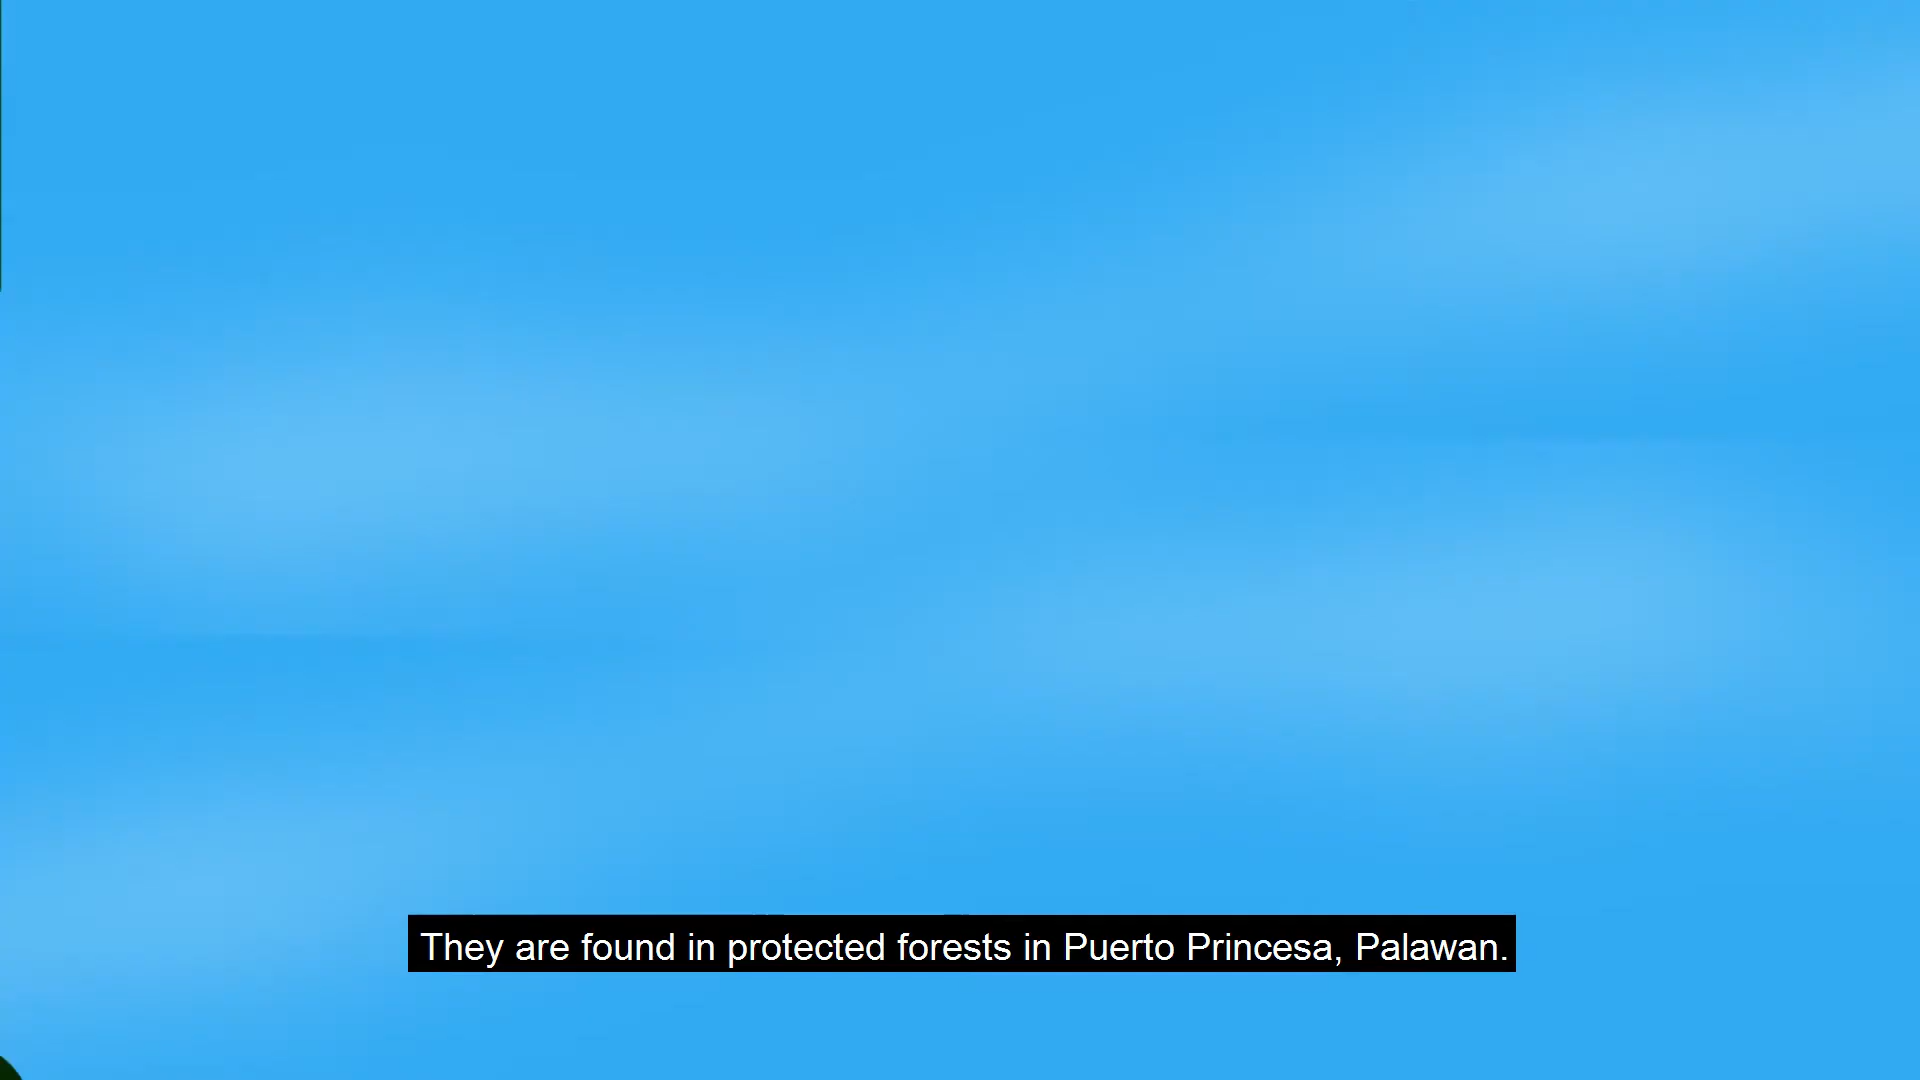 They are found in protected forests in Puerto Princesa, Palawan.